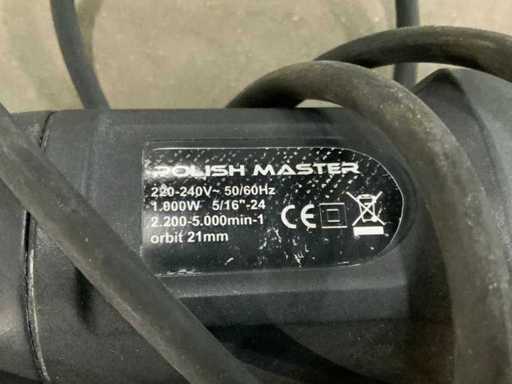 POLISH MASTER
220-240V~ 50/60Hz
1.800W 5/16"-24
2.200-5.000min-1
orbit 21mm
CE